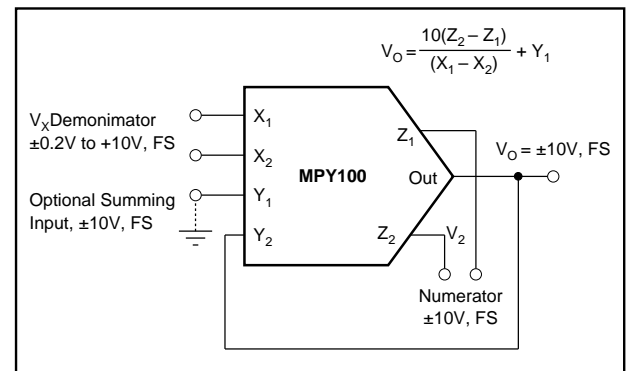 V_O = 10(Z_2 – Z_1) / (X_1 – X_2) + Y_1
V_XDemonimator
±0.2V to +10V, FS
X_1
X_2
Optional Summing
Input, ±10V, FS
Y_1
Y_2
MPY100
Z_1
Out
Z_2
V_2
V_O = ±10V, FS
Numerator
±10V, FS